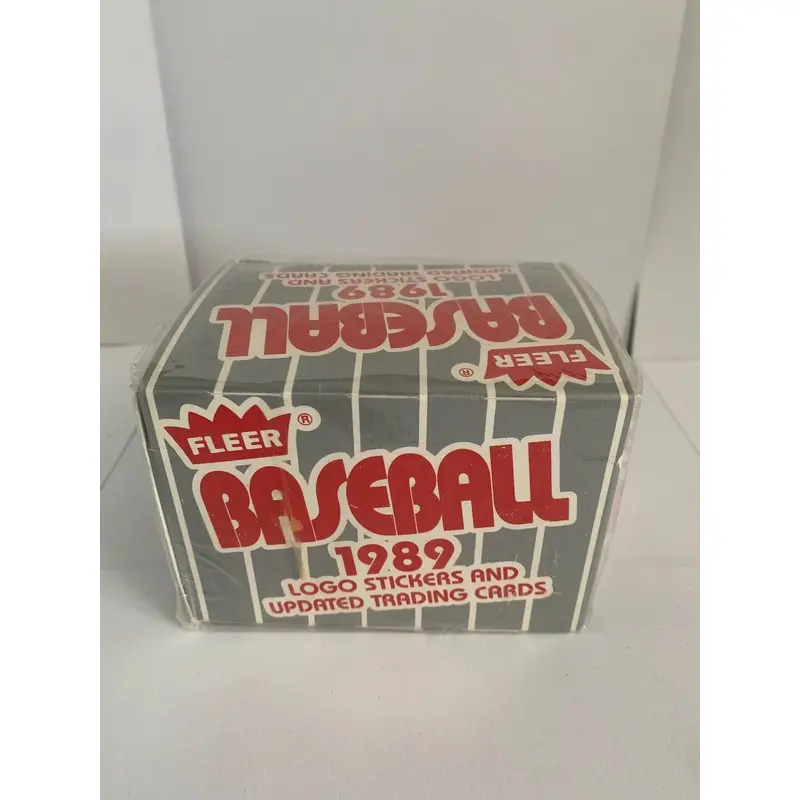 LOGO STICKERS AND
UPDATED TRADING CARDS
1989
BASEBALL
FLEER ®
FLEER ®
BASEBALL
1989
LOGO STICKERS AND
UPDATED TRADING CARDS